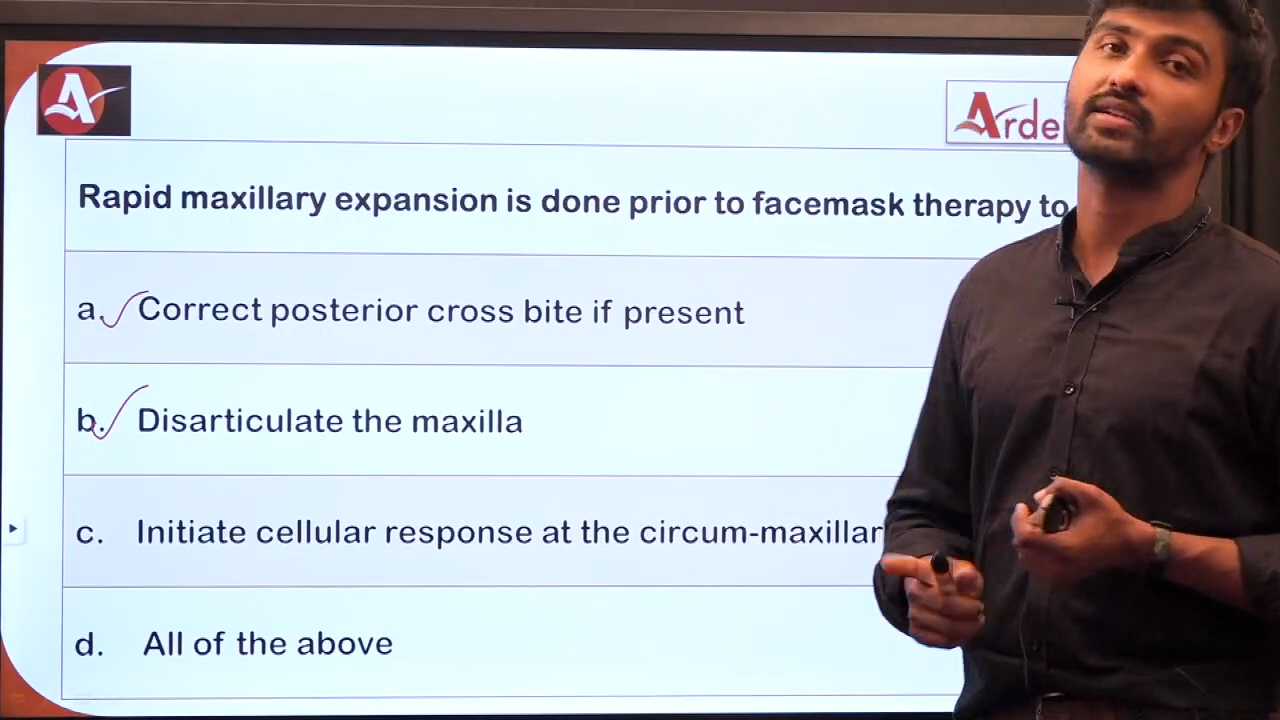 A
Arde
Rapid maxillary expansion is done prior to facemask therapy to
a. Correct posterior cross bite if present
b. Disarticulate the maxilla
c. Initiate cellular response at the circum-maxillar
d. All of the above